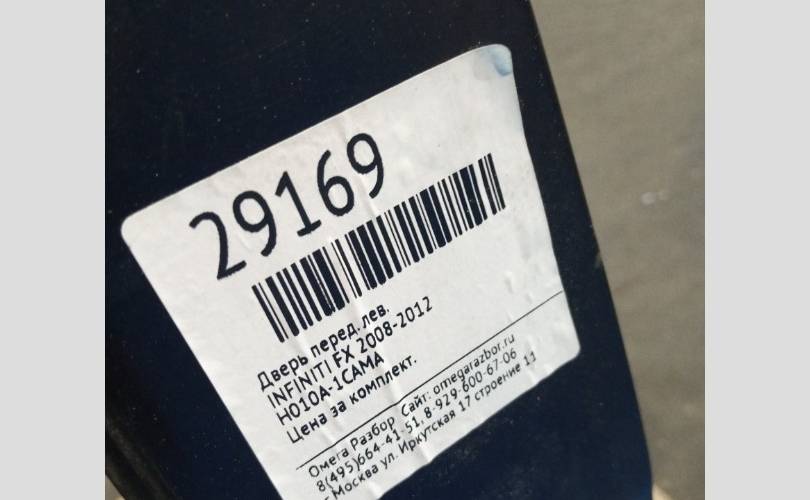 29169
Дверь перед. лев.
INFINITI FX 2008-2012
H010A-1CAMA
Цена за комплект.
Омега Разбор Сайт: omegarazbor.ru
8(495)664-41-51, 8-929-600-67-06
г Москва ул. Иркутская 17 строение 11